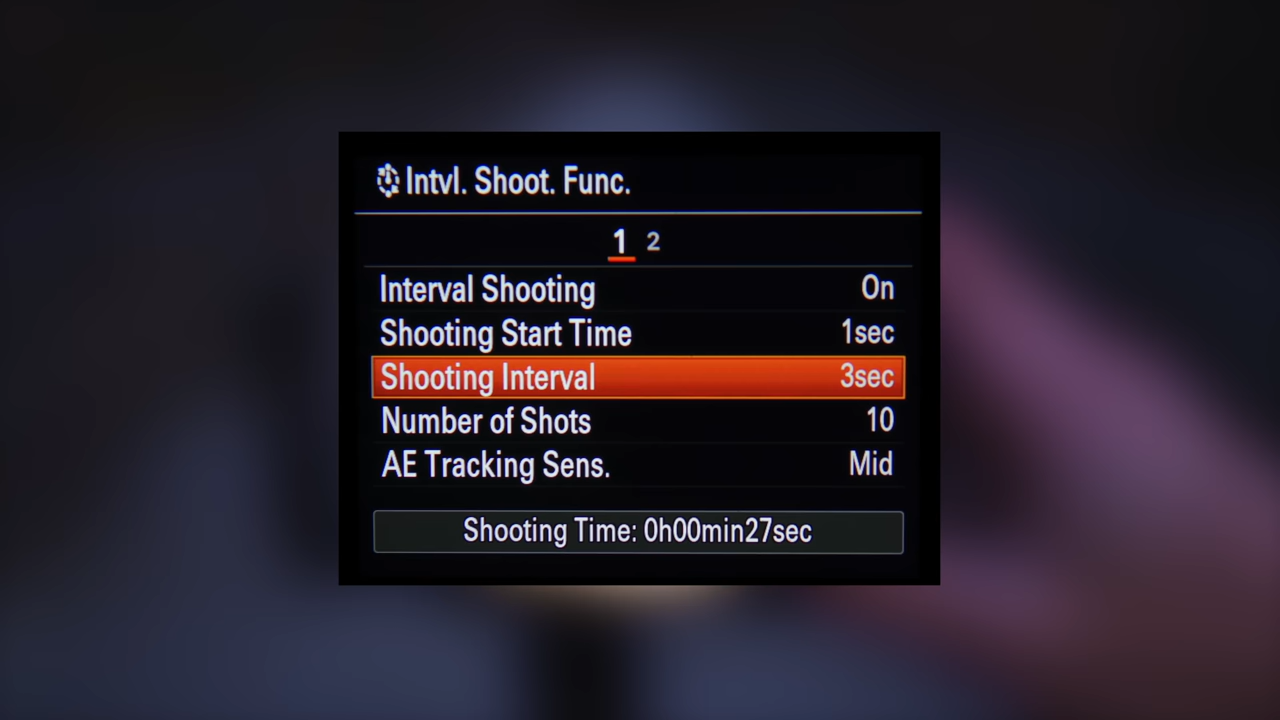 Intvl. Shoot. Func.
1 2
Interval Shooting On
Shooting Start Time 1sec
Shooting Interval 3sec
Number of Shots 10
AE Tracking Sens. Mid
Shooting Time: 0h00min27sec